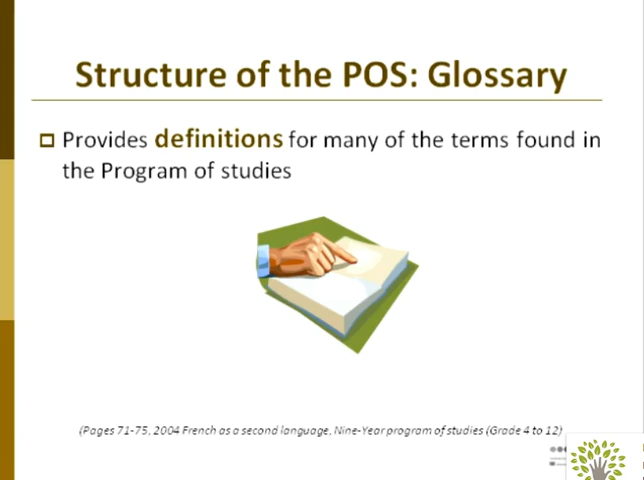 Structure of the POS: Glossary
Provides definitions for many of the terms found in
the Program of studies
(Pages 71-75, 2004 French as a second language, Nine-Year program of studies (Grade 4 to 12)